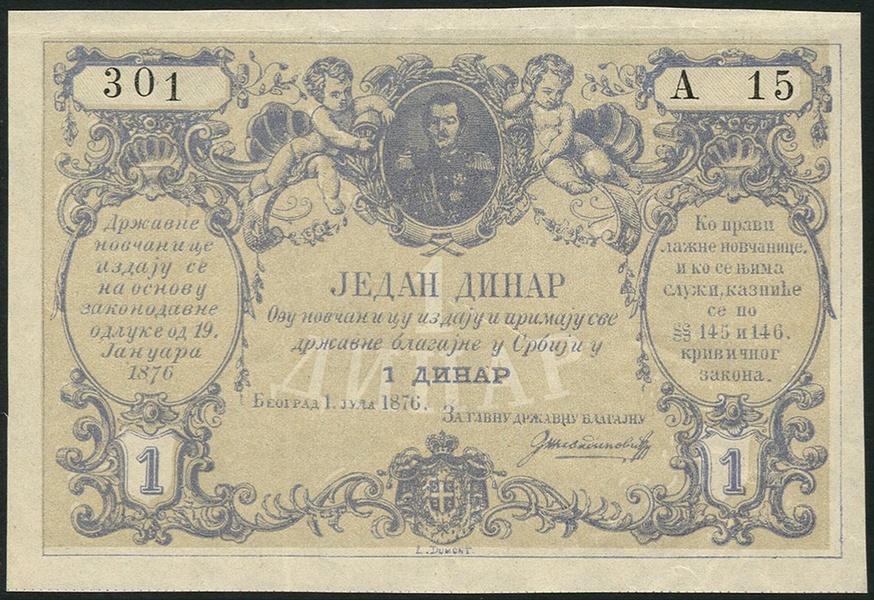 301
А 15
Државне
новчанице
издају се
на основу
законодавне
одлуке од 19.
Јануара
1876
Ко прави
лажне новчанице,
и ко се њима
служи, казниће
се по
§§ 145 и 146.
кривичног
закона.
ЈЕДАН ДИНАР
Ову новчаницу издају и примају све
државне благајне у Србији у
1 ДИНАР
1
ДИНАР
Београд 1. јула 1876.
За главну државну благајну
1
1
L. Dumont.